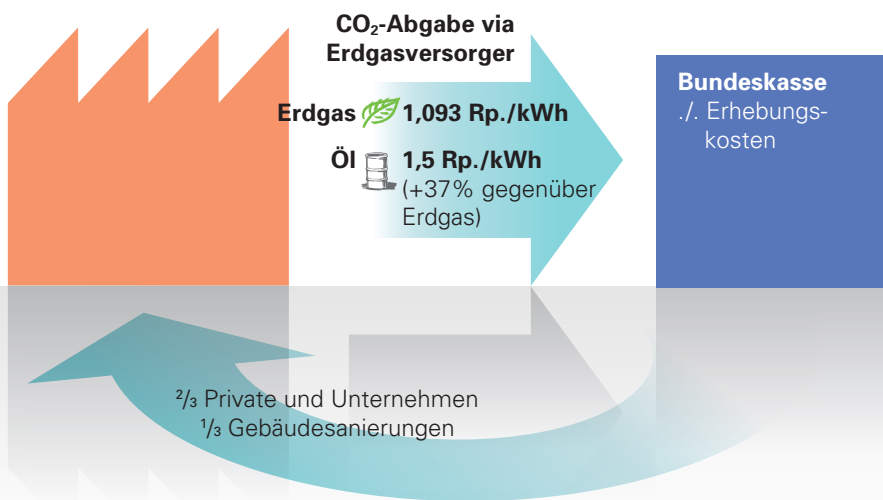 CO₂-Abgabe via
Erdgasversorger
Erdgas 1,093 Rp./kWh
Öl 1,5 Rp./kWh
(+37% gegenüber
Erdgas)
Bundeskasse
./. Erhebungs-
kosten
²/₃ Private und Unternehmen
¹/₃ Gebäudesanierungen